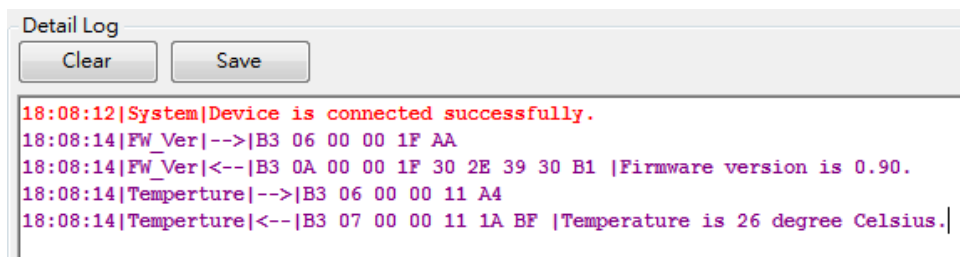 Detail Log
Clear Save
18:08:12|System|Device is connected successfully.
18:08:14|FW_Ver|-->|B3 06 00 00 1F AA
18:08:14|FW_Ver|<--|B3 0A 00 00 1F 30 2E 39 30 B1 |Firmware version is 0.90.
18:08:14|Temperture|-->|B3 06 00 00 11 A4
18:08:14|Temperture|<--|B3 07 00 00 11 1A BF |Temperature is 26 degree Celsius.